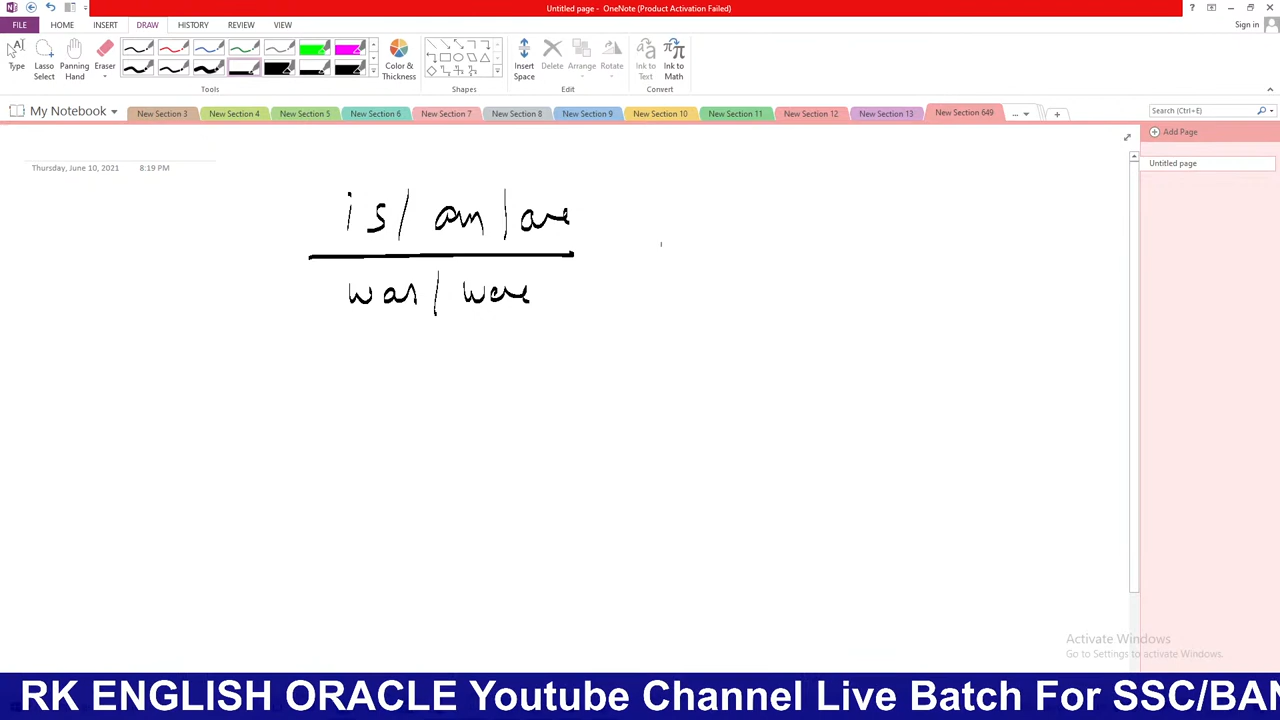 Untitled page - OneNote (Product Activation Failed)
Sign in
FILE HOME INSERT DRAW HISTORY REVIEW VIEW
Type Lasso Select Panning Hand Eraser Color & Thickness Insert Space Delete Arrange Rotate Ink to Text Ink to Math
Tools Shapes Edit Convert
My Notebook New Section 3 New Section 4 New Section 5 New Section 6 New Section 7 New Section 8 New Section 9 New Section 10 New Section 11 New Section 12 New Section 13 New Section 649 ... Search (Ctrl+E)
Add Page
Untitled page
Thursday, June 10, 2021 8:19 PM
is/ am/are
was/ were
Activate Windows
Go to Settings to activate Windows.
RK ENGLISH ORACLE Youtube Channel Live Batch For SSC/BAN